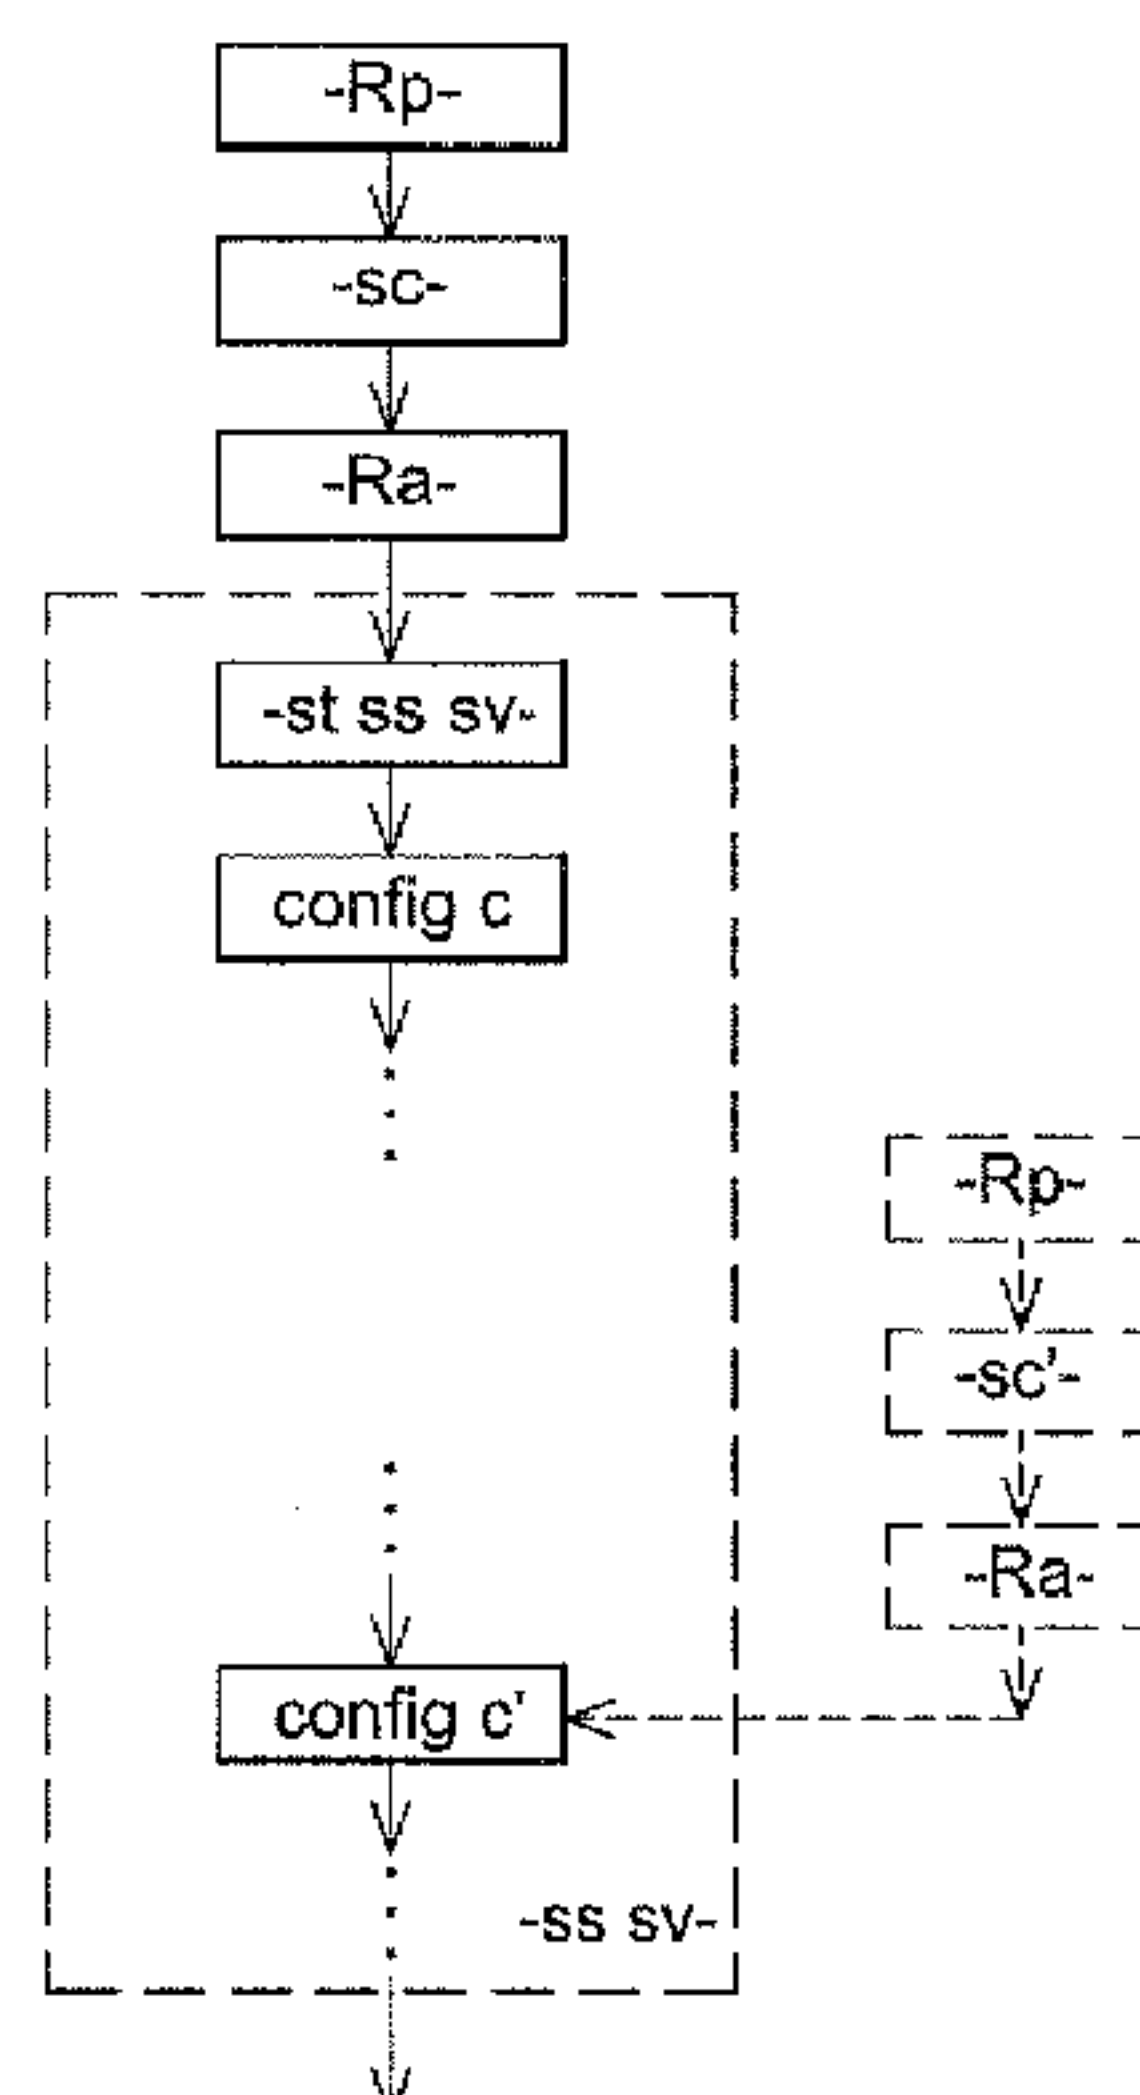 -Rp-
-sc-
-Ra-
-st ss sv-
config c
-Rp-
-sc'-
-Ra-
config c'
-ss sv-